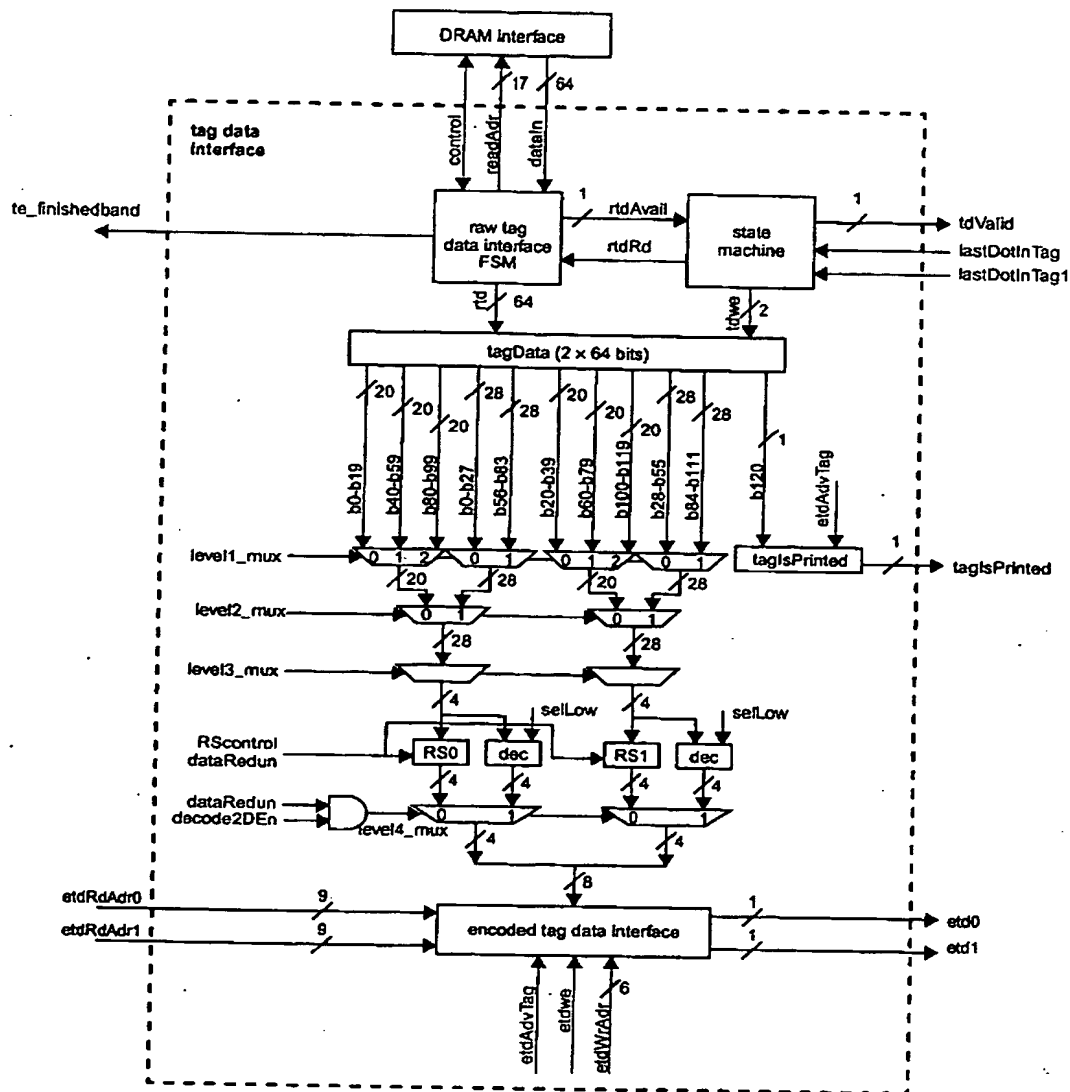 DRAM interface
17
64
control
readAdr
dataIn
tag data
interface
te_finishedband
raw tag
data interface
FSM
1
rtdAvail
rtdRd
state
machine
1
tdValid
lastDotInTag
lastDotInTag1
rtd
64
tdwe
2
tagData (2 x 64 bits)
20
20
20
28
28
20
20
20
28
28
1
b0-b19
b40-b59
b80-b99
b0-b27
b56-b83
b20-b39
b60-b79
b100-b119
b28-b55
b84-b111
b120
etdAdvTag
level1_mux
0 1 2
0 1
0 1 2
0 1
tagIsPrinted
1
tagIsPrinted
20
28
20
28
level2_mux
0 1
0 1
28
28
level3_mux
4
4
selLow
selLow
RScontrol
dataRedun
RS0
dec
RS1
dec
4
4
4
4
dataRedun
decode2DEn
level4_mux
0 1
0 1
4
4
8
etdRdAdr0
9
etdRdAdr1
9
encoded tag data interface
1
etd0
1
etd1
etdAdvTag
etdwe
etdWrAdr
6